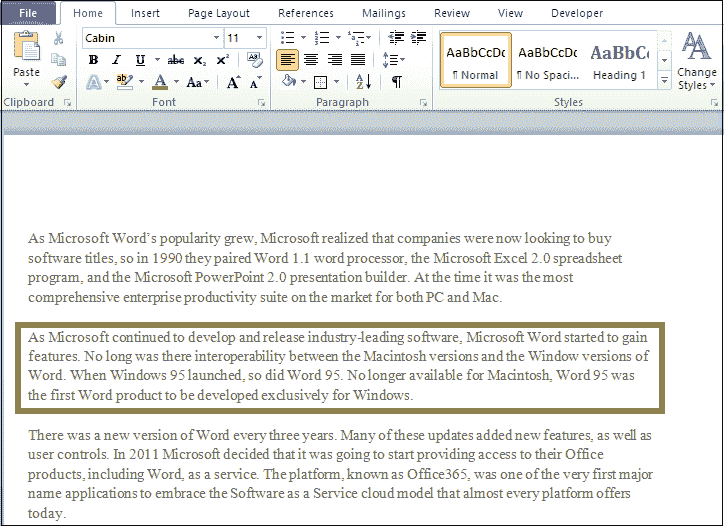 File Home Insert Page Layout References Mailings Review View Developer
Cabin 11
Paste B I U abc x₂ x² AaBbCcDc AaBbCcDc AaBbCc
A ab A Aa A A ¶ ¶ Normal ¶ No Spaci... Heading 1 Change Styles
Clipboard Font Paragraph Styles
As Microsoft Word's popularity grew, Microsoft realized that companies were now looking to buy
software titles, so in 1990 they paired Word 1.1 word processor, the Microsoft Excel 2.0 spreadsheet
program, and the Microsoft PowerPoint 2.0 presentation builder. At the time it was the most
comprehensive enterprise productivity suite on the market for both PC and Mac.
As Microsoft continued to develop and release industry-leading software, Microsoft Word started to gain
features. No long was there interoperability between the Macintosh versions and the Window versions of
Word. When Windows 95 launched, so did Word 95. No longer available for Macintosh, Word 95 was
the first Word product to be developed exclusively for Windows.
There was a new version of Word every three years. Many of these updates added new features, as well as
user controls. In 2011 Microsoft decided that it was going to start providing access to their Office
products, including Word, as a service. The platform, known as Office365, was one of the very first major
name applications to embrace the Software as a Service cloud model that almost every platform offers
today.